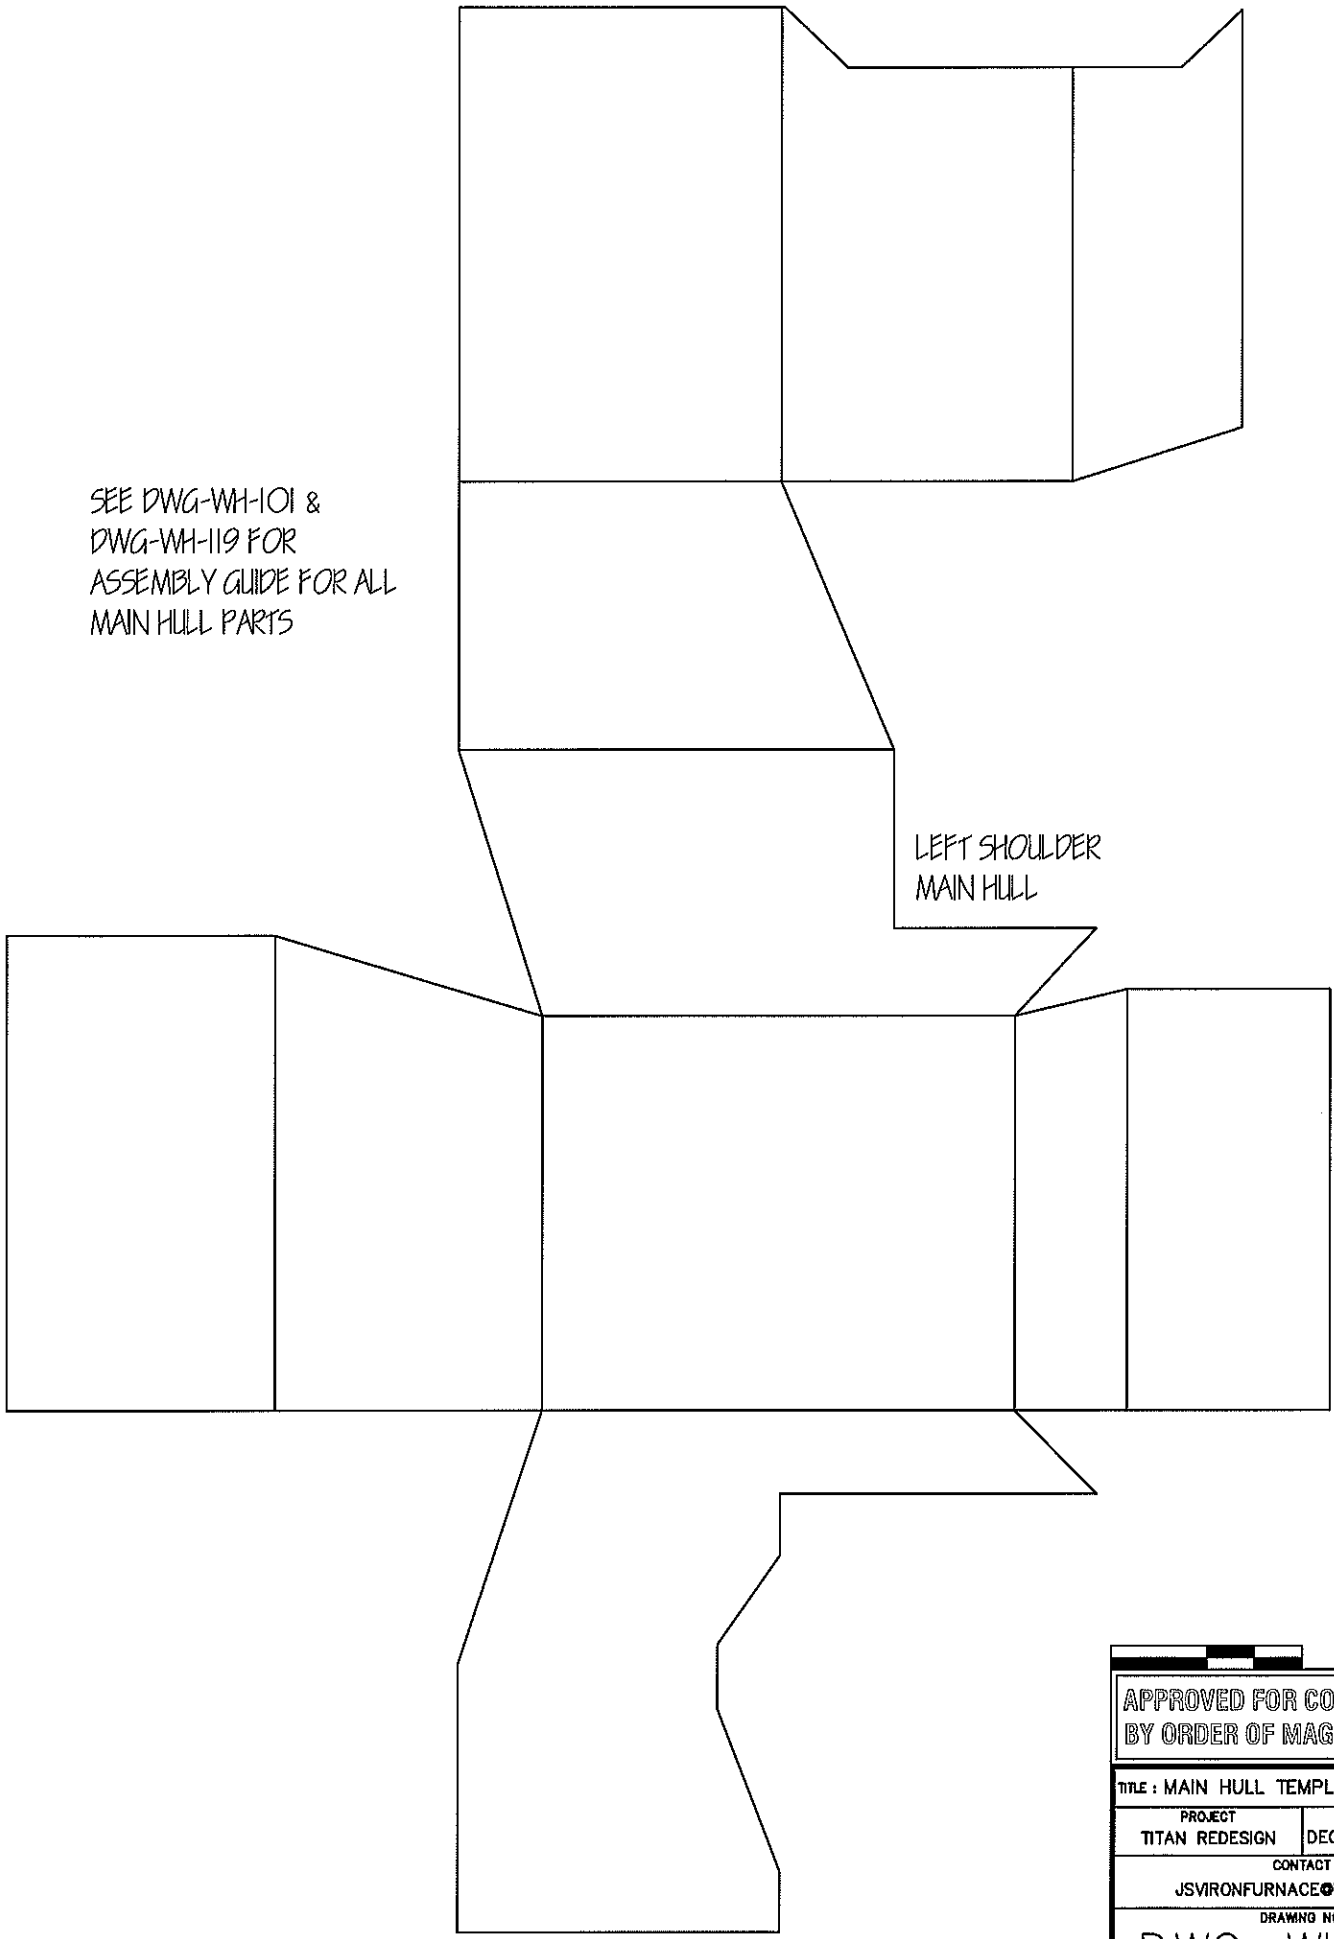 SEE DWG-WH-101 &
DWG-WH-119 FOR
ASSEMBLY GUIDE FOR ALL
MAIN HULL PARTS
LEFT SHOULDER
MAIN HULL
APPROVED FOR CO
BY ORDER OF MAG
TITLE : MAIN HULL TEMPL
PROJECT
TITAN REDESIGN
DEC
CONTACT
JSVIRONFURNACE@
DRAWING N